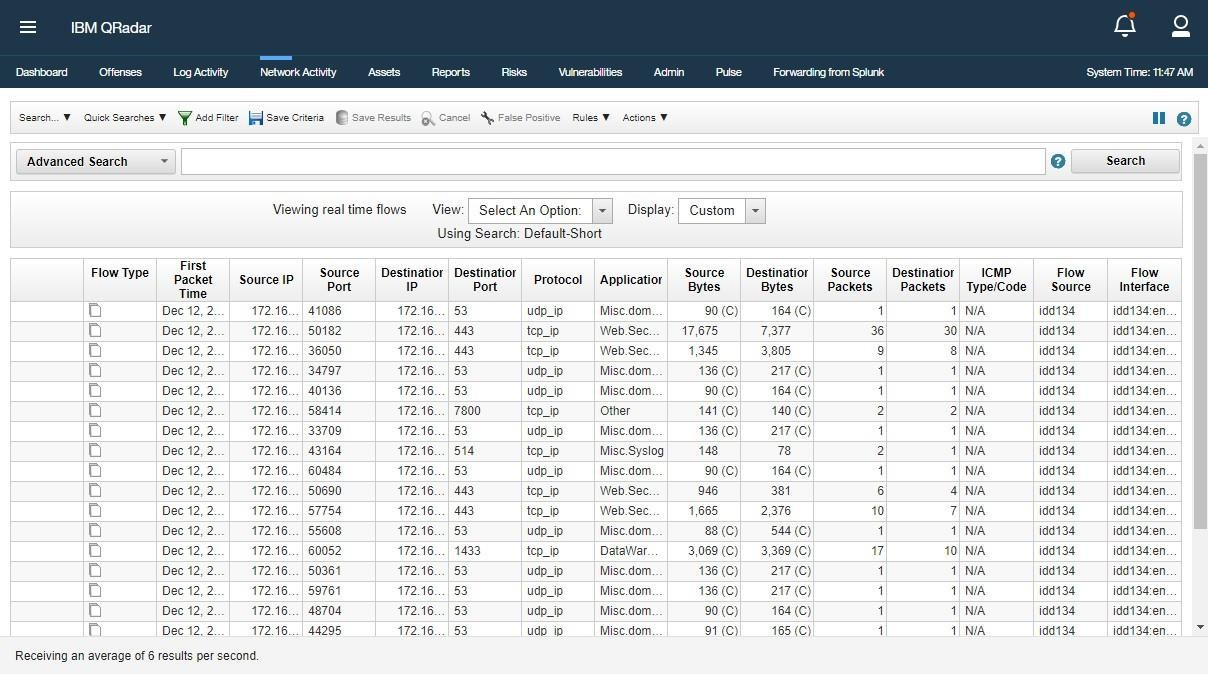 IBM QRadar
Dashboard Offenses Log Activity Network Activity Assets Reports Risks Vulnerabilities Admin Pulse Forwarding from Splunk System Time: 11:47 AM
Search... ▼ Quick Searches ▼ Add Filter Save Criteria Save Results Cancel False Positive Rules ▼ Actions ▼ ?
Advanced Search ? Search
Viewing real time flows View: Select An Option: Display: Custom
Using Search: Default-Short
Flow Type First Packet Time Source IP Source Port Destination IP Destination Port Protocol Application Source Bytes Destination Bytes Source Packets Destination Packets ICMP Type/Code Flow Source Flow Interface
Dec 12, 2... 172.16... 41086 172.16... 53 udp_ip Misc.dom... 90 (C) 164 (C) 1 1 N/A idd134 idd134:en...
Dec 12, 2... 172.16... 50182 172.16... 443 tcp_ip Web.Sec... 17,675 7,377 36 30 N/A idd134 idd134:en...
Dec 12, 2... 172.16... 36050 172.16... 443 tcp_ip Web.Sec... 1,345 3,805 9 8 N/A idd134 idd134:en...
Dec 12, 2... 172.16... 34797 172.16... 53 udp_ip Misc.dom... 136 (C) 217 (C) 1 1 N/A idd134 idd134:en...
Dec 12, 2... 172.16... 40136 172.16... 53 udp_ip Misc.dom... 90 (C) 164 (C) 1 1 N/A idd134 idd134:en...
Dec 12, 2... 172.16... 58414 172.16... 7800 tcp_ip Other 141 (C) 140 (C) 2 2 N/A idd134 idd134:en...
Dec 12, 2... 172.16... 33709 172.16... 53 udp_ip Misc.dom... 136 (C) 217 (C) 1 1 N/A idd134 idd134:en...
Dec 12, 2... 172.16... 43164 172.16... 514 tcp_ip Misc.Syslog 148 78 2 1 N/A idd134 idd134:en...
Dec 12, 2... 172.16... 60484 172.16... 53 udp_ip Misc.dom... 90 (C) 164 (C) 1 1 N/A idd134 idd134:en...
Dec 12, 2... 172.16... 50690 172.16... 443 tcp_ip Web.Sec... 946 381 6 4 N/A idd134 idd134:en...
Dec 12, 2... 172.16... 57754 172.16... 443 tcp_ip Web.Sec... 1,665 2,376 10 7 N/A idd134 idd134:en...
Dec 12, 2... 172.16... 55608 172.16... 53 udp_ip Misc.dom... 88 (C) 544 (C) 1 1 N/A idd134 idd134:en...
Dec 12, 2... 172.16... 60052 172.16... 1433 tcp_ip DataWar... 3,069 (C) 3,369 (C) 17 10 N/A idd134 idd134:en...
Dec 12, 2... 172.16... 50361 172.16... 53 udp_ip Misc.dom... 136 (C) 217 (C) 1 1 N/A idd134 idd134:en...
Dec 12, 2... 172.16... 59761 172.16... 53 udp_ip Misc.dom... 136 (C) 217 (C) 1 1 N/A idd134 idd134:en...
Dec 12, 2... 172.16... 48704 172.16... 53 udp_ip Misc.dom... 90 (C) 164 (C) 1 1 N/A idd134 idd134:en...
Dec 12, 2... 172.16... 44295 172.16... 53 udp_ip Misc.dom... 91 (C) 165 (C) 1 1 N/A idd134 idd134:en...
Receiving an average of 6 results per second.